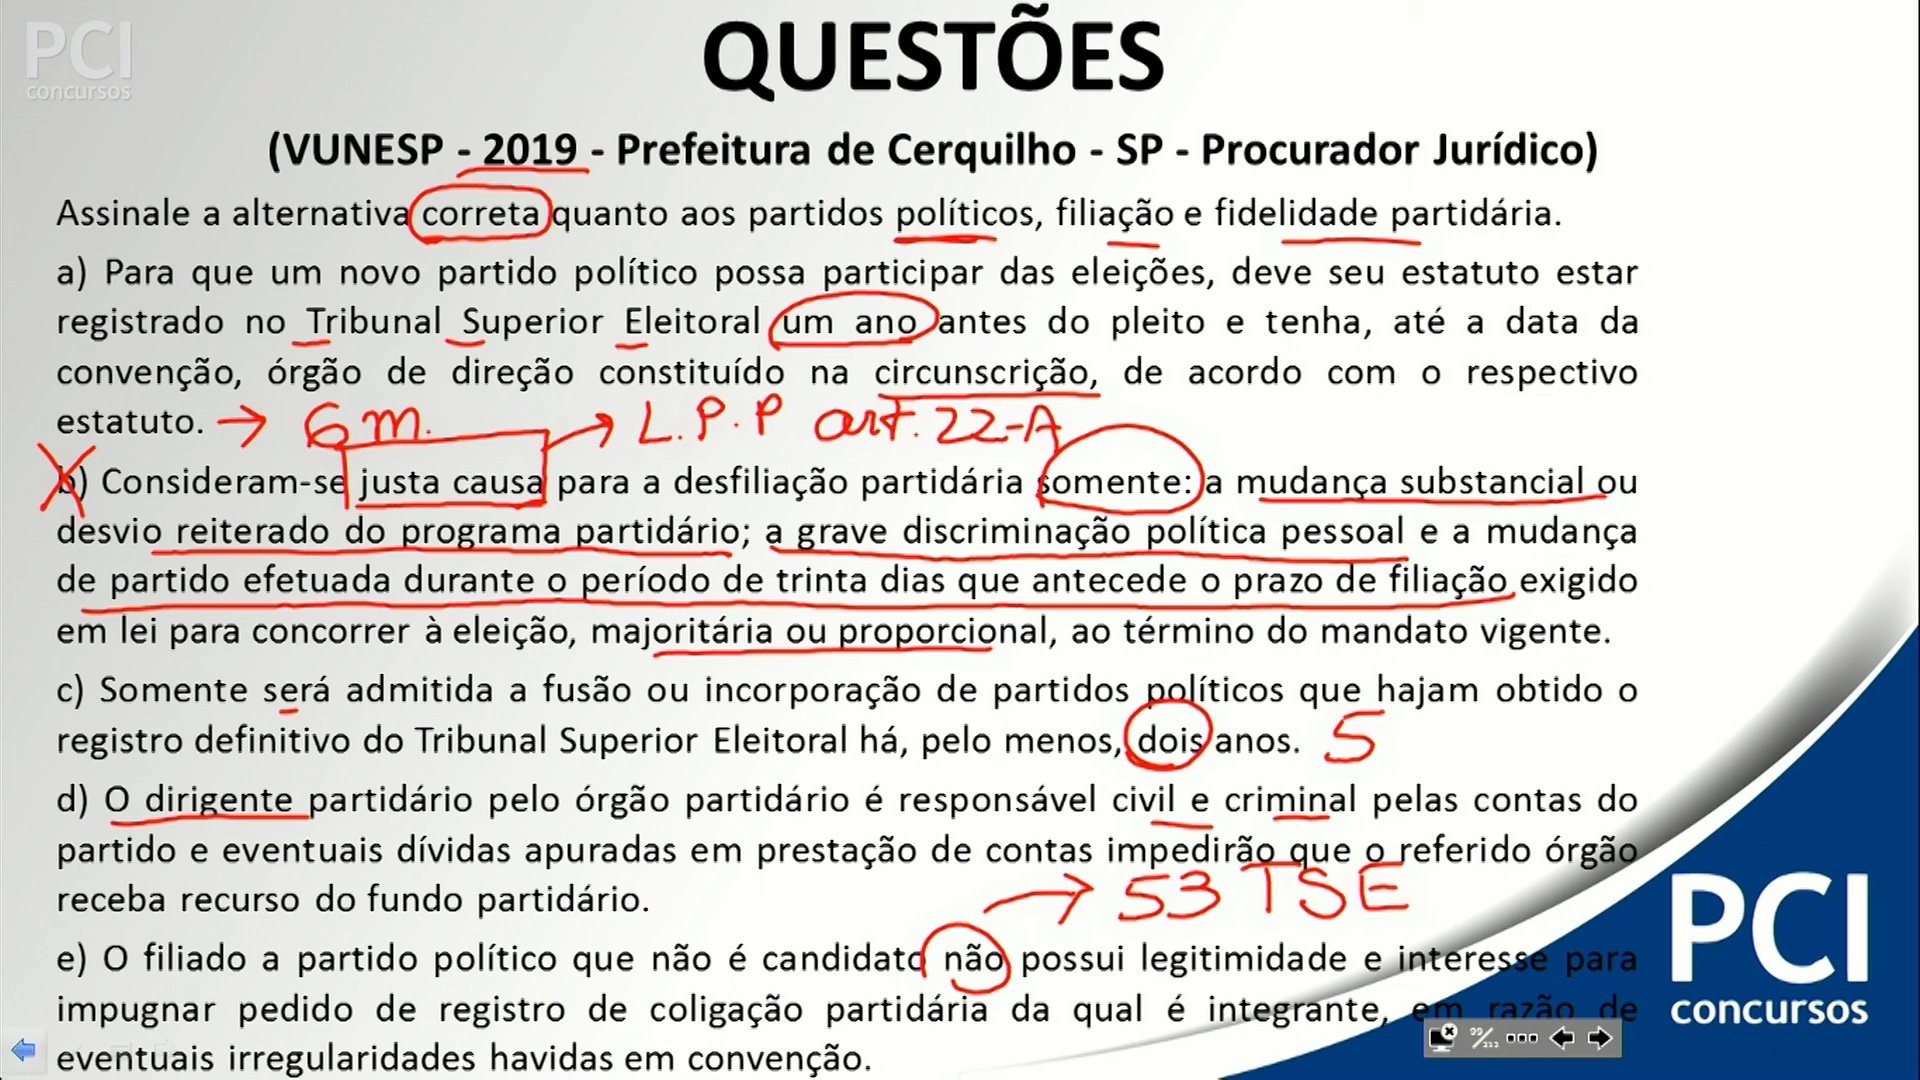 PCI
concursos
QUESTÕES
(VUNESP - 2019 - Prefeitura de Cerquilho - SP - Procurador Jurídico)
Assinale a alternativa correta quanto aos partidos políticos, filiação e fidelidade partidária.
a) Para que um novo partido político possa participar das eleições, deve seu estatuto estar
registrado no Tribunal Superior Eleitoral um ano antes do pleito e tenha, até a data da
convenção, órgão de direção constituído na circunscrição, de acordo com o respectivo
estatuto. → 6 m. → L.P.P art. 22-A
b) Consideram-se justa causa para a desfiliação partidária somente: a mudança substancial ou
desvio reiterado do programa partidário; a grave discriminação política pessoal e a mudança
de partido efetuada durante o período de trinta dias que antecede o prazo de filiação exigido
em lei para concorrer à eleição, majoritária ou proporcional, ao término do mandato vigente.
c) Somente será admitida a fusão ou incorporação de partidos políticos que hajam obtido o
registro definitivo do Tribunal Superior Eleitoral há, pelo menos, dois anos. 5
d) O dirigente partidário pelo órgão partidário é responsável civil e criminal pelas contas do
partido e eventuais dívidas apuradas em prestação de contas impedirão que o referido órgão
receba recurso do fundo partidário.
→ 53 TSE
e) O filiado a partido político que não é candidato não possui legitimidade e interesse para
impugnar pedido de registro de coligação partidária da qual é integrante, em razão de
eventuais irregularidades havidas em convenção.
PCI
concursos
99/212